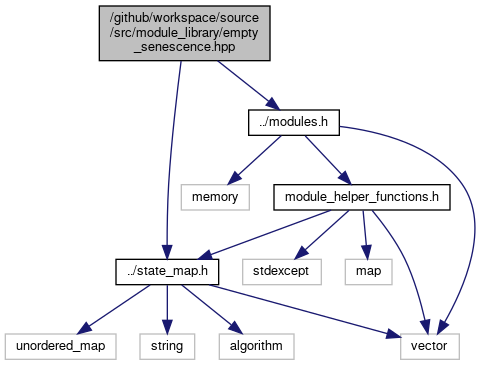 /github/workspace/source
/src/module_library/empty
_senescence.hpp
../modules.h
memory
module_helper_functions.h
../state_map.h
stdexcept
map
unordered_map
string
algorithm
vector